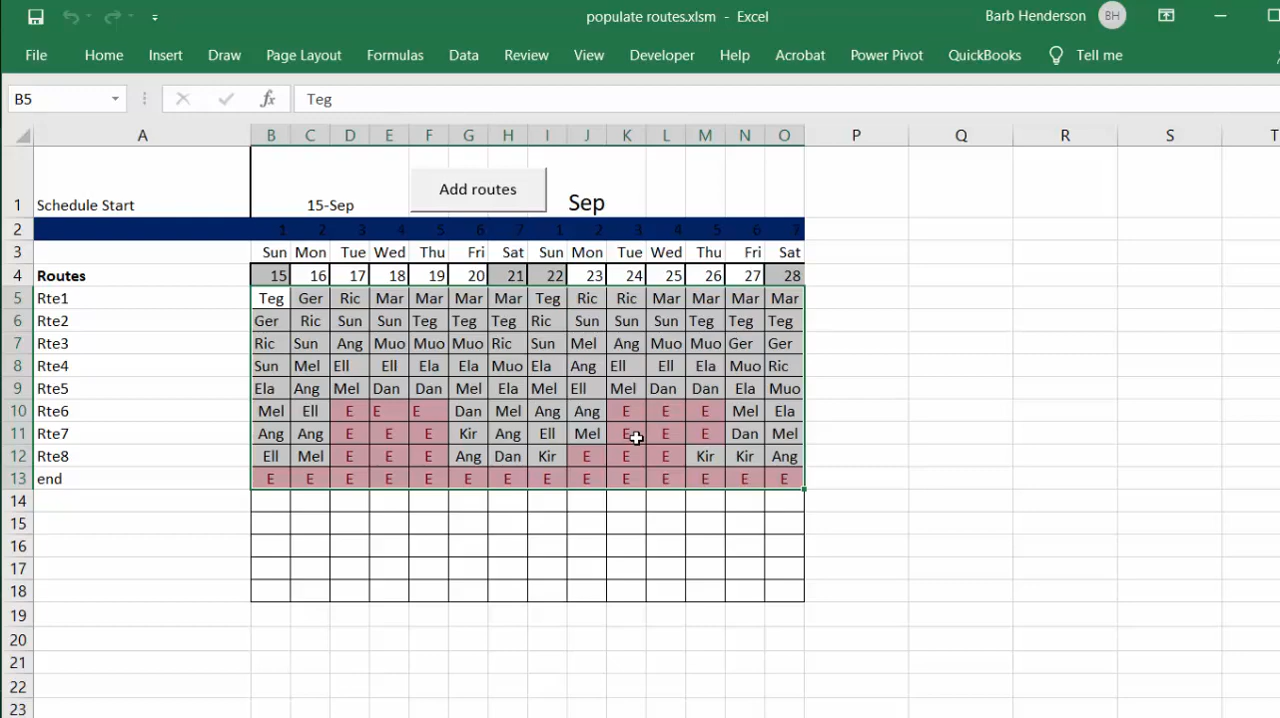 populate routes.xlsm - Excel Barb Henderson BH
File Home Insert Draw Page Layout Formulas Data Review View Developer Help Acrobat Power Pivot QuickBooks Tell me
B5 fx Teg
A B C D E F G H I J K L M N O P Q R S T
1 Schedule Start 15-Sep Add routes Sep
2 1 2 3 4 5 6 7 1 2 3 4 5 6 7
3 Sun Mon Tue Wed Thu Fri Sat Sun Mon Tue Wed Thu Fri Sat
4 Routes 15 16 17 18 19 20 21 22 23 24 25 26 27 28
5 Rte1 Teg Ger Ric Mar Mar Mar Mar Teg Ric Ric Mar Mar Mar Mar
6 Rte2 Ger Ric Sun Sun Teg Teg Teg Ric Sun Sun Sun Teg Teg Teg
7 Rte3 Ric Sun Ang Muo Muo Muo Ric Sun Mel Ang Muo Muo Ger Ger
8 Rte4 Sun Mel Ell Ell Ela Ela Muo Ela Ang Ell Ell Ela Muo Ric
9 Rte5 Ela Ang Mel Dan Dan Mel Ela Mel Ell Mel Dan Dan Ela Muo
10 Rte6 Mel Ell E E E Dan Mel Ang Ang E E E Mel Ela
11 Rte7 Ang Ang E E E Kir Ang Ell Mel E E E Dan Mel
12 Rte8 Ell Mel E E E Ang Dan Kir E E E Kir Kir Ang
13 end E E E E E E E E E E E E E E
14
15
16
17
18
19
20
21
22
23